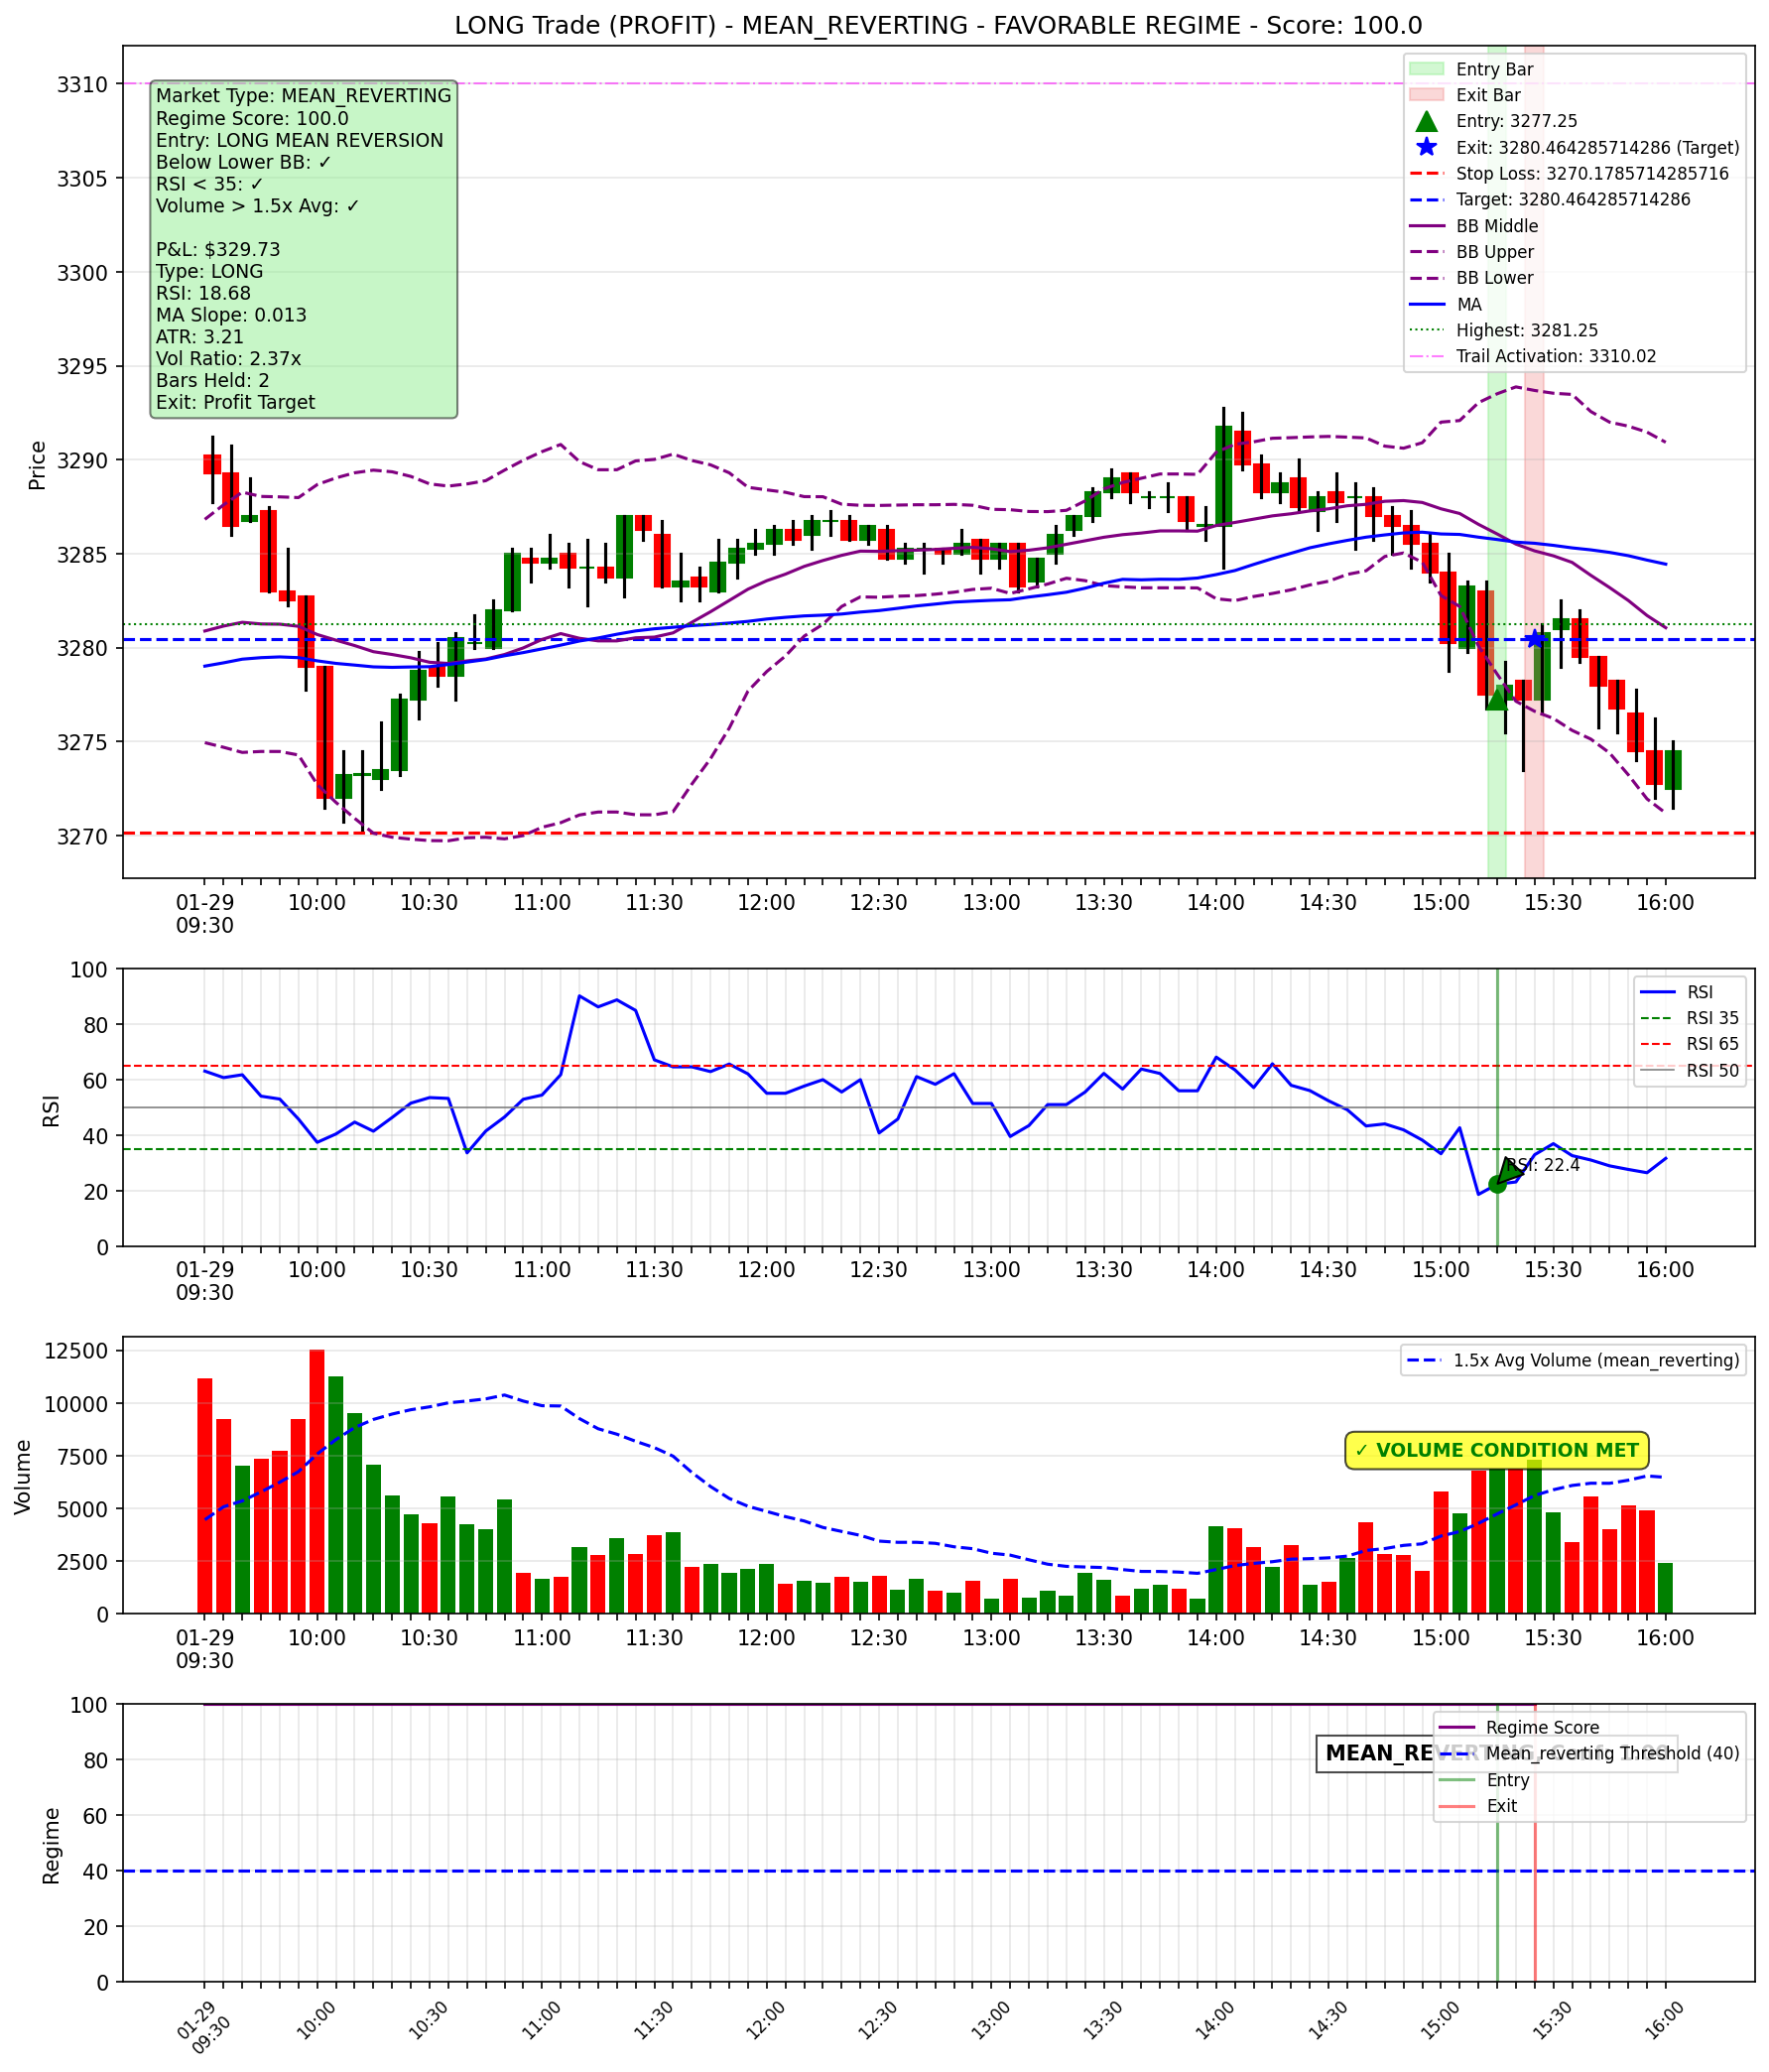 LONG Trade (PROFIT) - MEAN_REVERTING - FAVORABLE REGIME - Score: 100.0
Price
3310
3305
3300
3295
3290
3285
3280
3275
3270
Market Type: MEAN_REVERTING
Regime Score: 100.0
Entry: LONG MEAN REVERSION
Below Lower BB: ✓
RSI < 35: ✓
Volume > 1.5x Avg: ✓
P&L: $329.73
Type: LONG
RSI: 18.68
MA Slope: 0.013
ATR: 3.21
Vol Ratio: 2.37x
Bars Held: 2
Exit: Profit Target
Entry Bar
Exit Bar
Entry: 3277.25
Exit: 3280.464285714286 (Target)
Stop Loss: 3270.1785714285716
Target: 3280.464285714286
BB Middle
BB Upper
BB Lower
MA
Highest: 3281.25
Trail Activation: 3310.02
01-29 09:30 10:00 10:30 11:00 11:30 12:00 12:30 13:00 13:30 14:00 14:30 15:00 15:30 16:00
RSI
100
80
60
40
20
0
RSI
RSI 35
RSI 65
RSI 50
RSI: 22.4
01-29 09:30 10:00 10:30 11:00 11:30 12:00 12:30 13:00 13:30 14:00 14:30 15:00 15:30 16:00
Volume
12500
10000
7500
5000
2500
0
1.5x Avg Volume (mean_reverting)
✓ VOLUME CONDITION MET
01-29 09:30 10:00 10:30 11:00 11:30 12:00 12:30 13:00 13:30 14:00 14:30 15:00 15:30 16:00
Regime
100
80
60
40
20
0
Regime Score
Mean_reverting Threshold (40)
Entry
Exit
MEAN_REVERTING
01-29 09:30 10:00 10:30 11:00 11:30 12:00 12:30 13:00 13:30 14:00 14:30 15:00 15:30 16:00